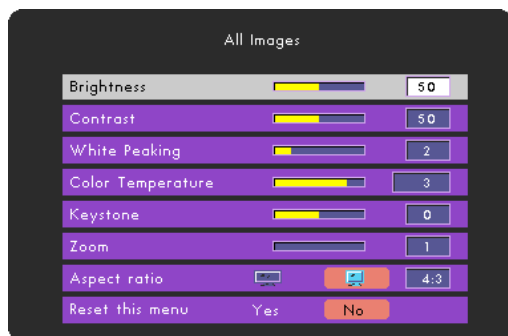 All Images
Brightness 50
Contrast 50
White Peaking 2
Color Temperature 3
Keystone 0
Zoom 1
Aspect ratio 4:3
Reset this menu Yes No